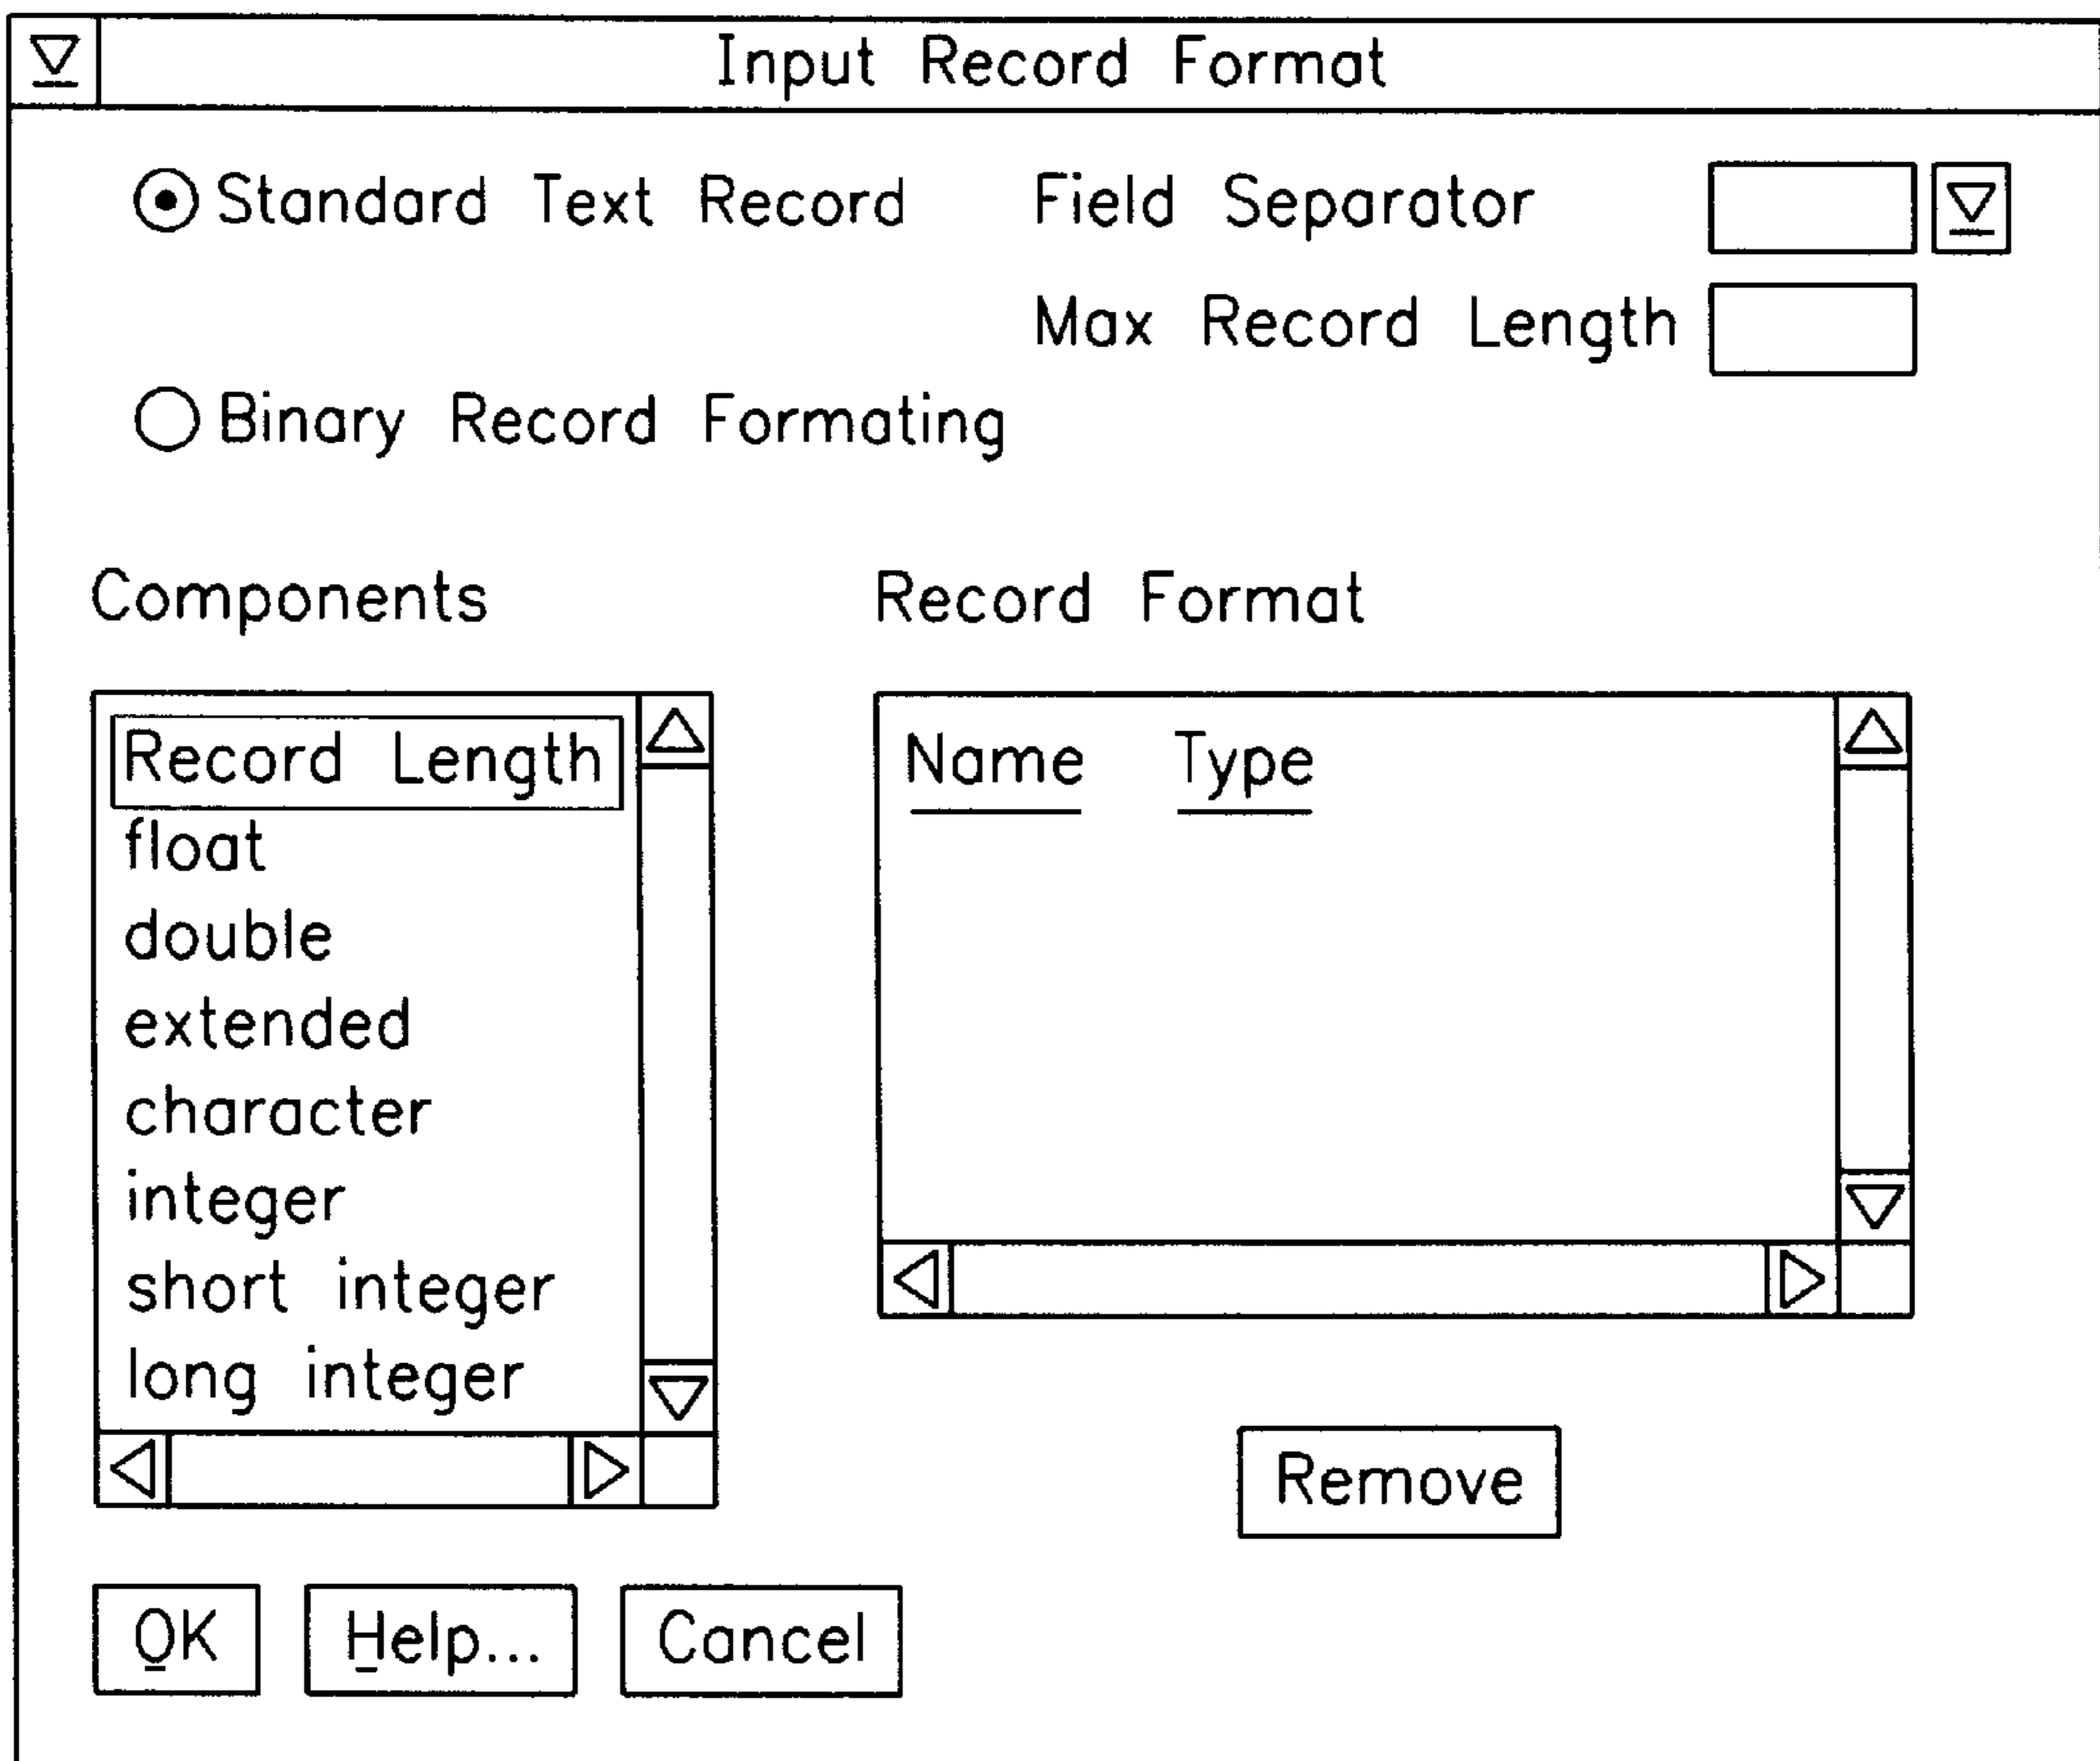 Input Record Format
Standard Text Record Field Separator
Max Record Length
Binary Record Formating
Components Record Format
Record Length
float
double
extended
character
integer
short integer
long integer
Name Type
Remove
OK Help... Cancel